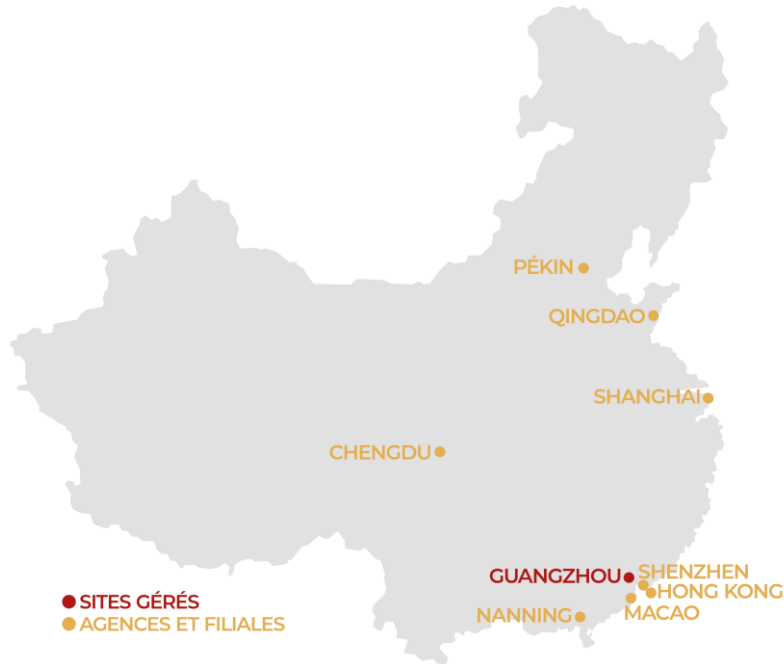 PÉKIN
QINGDAO
SHANGHAI
CHENGDU
GUANGZHOU
SHENZHEN
HONG KONG
MACAO
NANNING
SITES GÉRÉS
AGENCES ET FILIALES